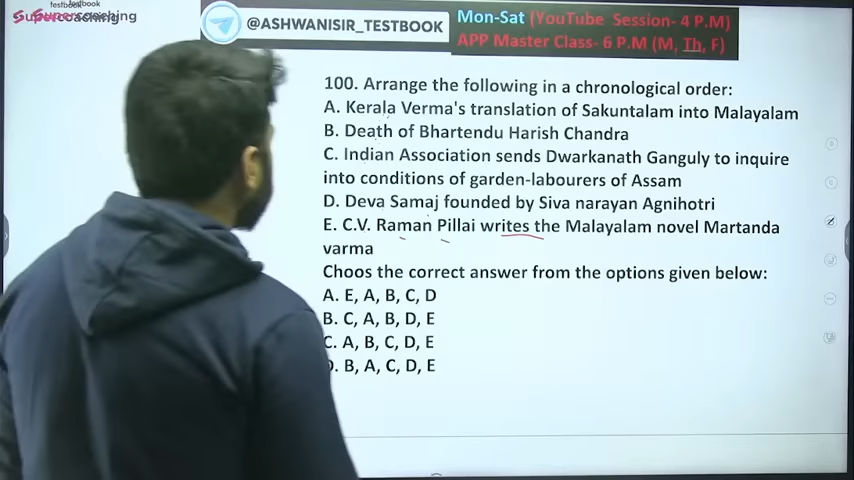 testbook testbook
Supercoaching
@ASHWANISIR_TESTBOOK
Mon-Sat (YouTube Session- 4 P.M)
APP Master Class- 6 P.M (M, Th, F)
100. Arrange the following in a chronological order:
A. Kerala Verma's translation of Sakuntalam into Malayalam
B. Death of Bhartendu Harish Chandra
C. Indian Association sends Dwarkanath Ganguly to inquire
into conditions of garden-labourers of Assam
D. Deva Samaj founded by Siva narayan Agnihotri
E. C.V. Raman Pillai writes the Malayalam novel Martanda
varma
Choos the correct answer from the options given below:
A. E, A, B, C, D
B. C, A, B, D, E
C. A, B, C, D, E
. B, A, C, D, E